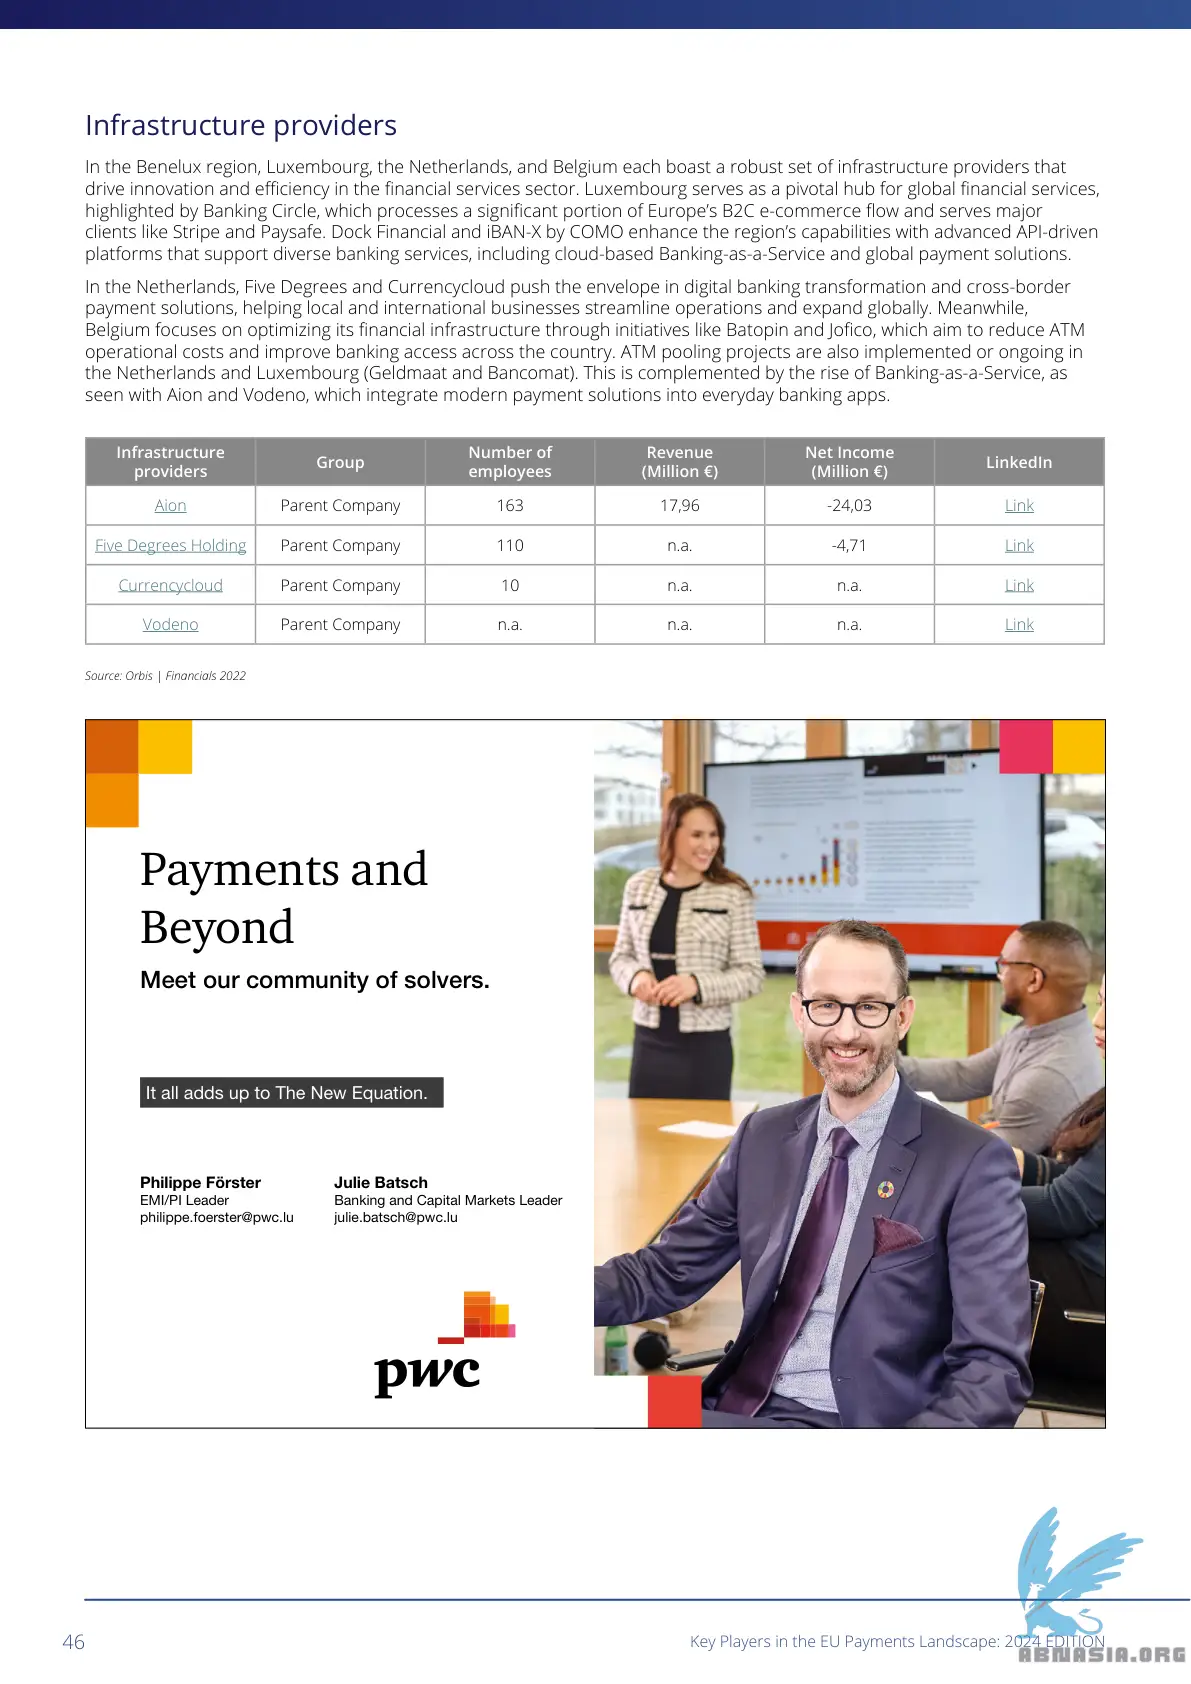 Infrastructure providers
In the Benelux region, Luxembourg, the Netherlands, and Belgium each boast a robust set of infrastructure providers that
drive innovation and efficiency in the financial services sector. Luxembourg serves as a pivotal hub for global financial services,
highlighted by Banking Circle, which processes a significant portion of Europe's B2C e-commerce flow and serves major
clients like Stripe and Paysafe. Dock Financial and iBAN-X by COMO enhance the region's capabilities with advanced API-driven
platforms that support diverse banking services, including cloud-based Banking-as-a-Service and global payment solutions.
In the Netherlands, Five Degrees and Currencycloud push the envelope in digital banking transformation and cross-border
payment solutions, helping local and international businesses streamline operations and expand globally. Meanwhile,
Belgium focuses on optimizing its financial infrastructure through initiatives like Batopin and Jofico, which aim to reduce ATM
operational costs and improve banking access across the country. ATM pooling projects are also implemented or ongoing in
the Netherlands and Luxembourg (Geldmaat and Bancomat). This is complemented by the rise of Banking-as-a-Service, as
seen with Aion and Vodeno, which integrate modern payment solutions into everyday banking apps.
Infrastructure providers Group Number of employees Revenue (Million €) Net Income (Million €) LinkedIn
Aion Parent Company 163 17,96 -24,03 Link
Five Degrees Holding Parent Company 110 n.a. -4,71 Link
Currencycloud Parent Company 10 n.a. n.a. Link
Vodeno Parent Company n.a. n.a. n.a. Link
Source: Orbis | Financials 2022
Payments and
Beyond
Meet our community of solvers.
It all adds up to The New Equation.
Philippe Förster
EMI/PI Leader
philippe.foerster@pwc.lu
Julie Batsch
Banking and Capital Markets Leader
julie.batsch@pwc.lu
pwc
46
Key Players in the EU Payments Landscape: 2024 EDITION
ABNASIA.ORG